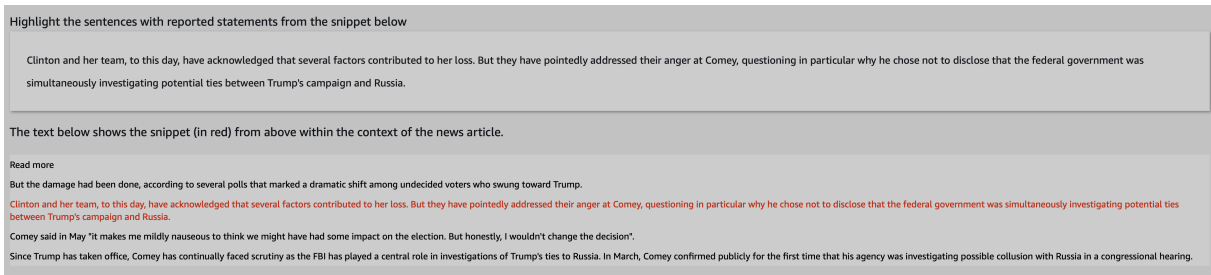 Highlight the sentences with reported statements from the snippet below
Clinton and her team, to this day, have acknowledged that several factors contributed to her loss. But they have pointedly addressed their anger at Comey, questioning in particular why he chose not to disclose that the federal government was
simultaneously investigating potential ties between Trump's campaign and Russia.
The text below shows the snippet (in red) from above within the context of the news article.
Read more
But the damage had been done, according to several polls that marked a dramatic shift among undecided voters who swung toward Trump.
Clinton and her team, to this day, have acknowledged that several factors contributed to her loss. But they have pointedly addressed their anger at Comey, questioning in particular why he chose not to disclose that the federal government was simultaneously investigating potential ties
between Trump's campaign and Russia.
Comey said in May "it makes me mildly nauseous to think we might have had some impact on the election. But honestly, I wouldn't change the decision".
Since Trump has taken office, Comey has continually faced scrutiny as the FBI has played a central role in investigations of Trump's ties to Russia. In March, Comey confirmed publicly for the first time that his agency was investigating possible collusion with Russia in a congressional hearing.